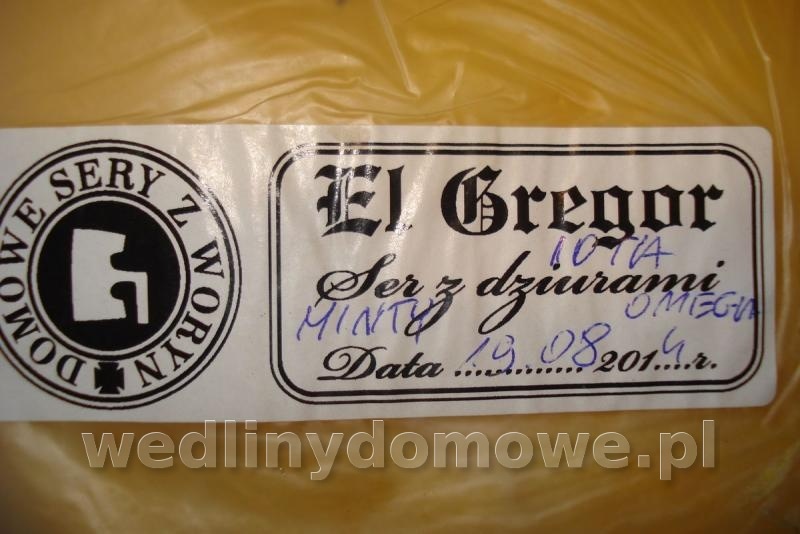 DOMOWE SERY Z WORYN
El Gregor
IOTA
Ser z dziurami
MINTY OMEGA
Data 19.08 2014 r.
wedlinydomowe.pl